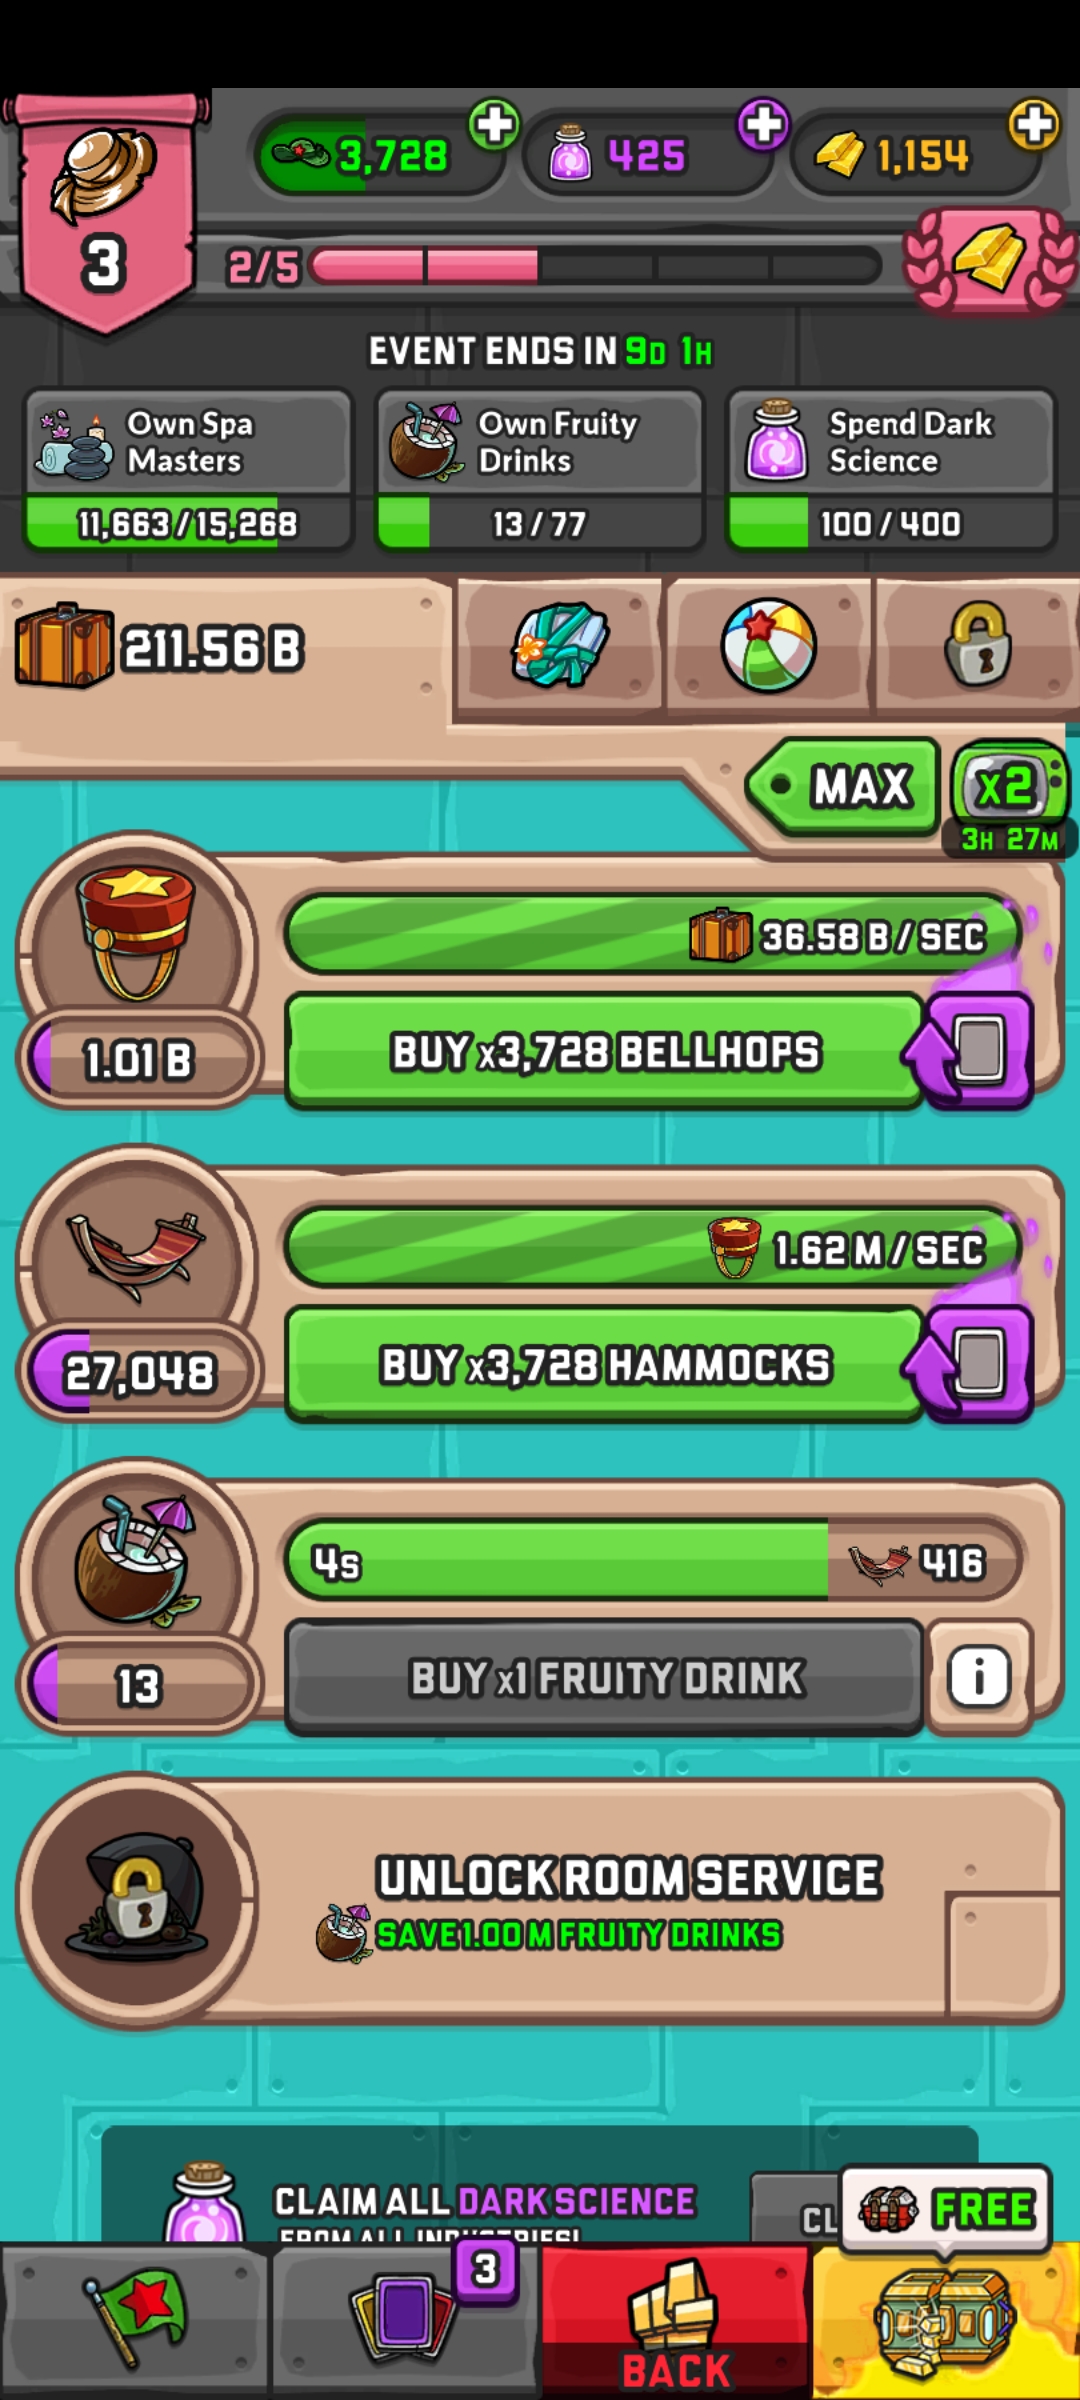 3,728
425
1,154
3
2/5
EVENT ENDS IN 9D 1H
Own Spa
Masters
11,663/15,268
Own Fruity
Drinks
13/77
Spend Dark
Science
100/400
211.56 B
MAX
x2
3H 27M
36.58 B/SEC
1.01 B
BUY x3,728 BELLHOPS
1.62 M/SEC
27,048
BUY x3,728 HAMMOCKS
4s
416
13
BUY x1 FRUITY DRINK
i
UNLOCK ROOM SERVICE
SAVE 1.00 M FRUITY DRINKS
CLAIM ALL DARK SCIENCE
FROM ALL INDUSTRIES!
CL
FREE
3
BACK